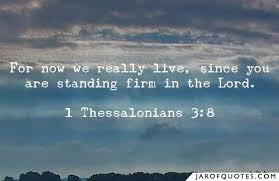 For now we really live, since you
are standing firm in the Lord.
1 Thessalonians 3:8
JAROFQUOTES.COM